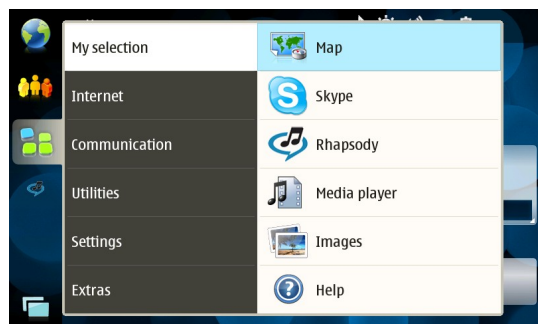 My selection
Internet
Communication
Utilities
Settings
Extras
Map
Skype
Rhapsody
Media player
Images
Help